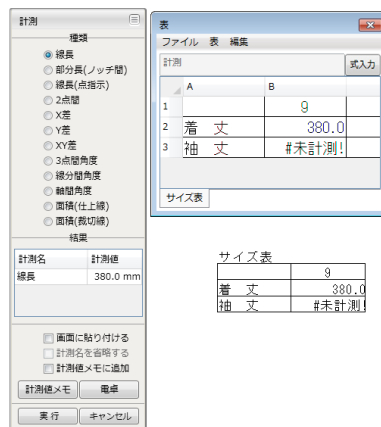 計測
種類
線長
部分長(ノッチ間)
線長(点指示)
2点間
X差
Y差
XY差
3点間角度
線分間角度
軸間角度
面積(仕上線)
面積(裁切線)
結果
計測名 計測値
線長 380.0 mm
画面に貼り付ける
計測名を省略する
計測値メモに追加
計測値メモ 電卓
実行 キャンセル
表
ファイル 表 編集
計測 式入力
A B
1 9
2 着 丈 380.0
3 袖 丈 #未計測!
サイズ表
サイズ表
9
着 丈 380.0
袖 丈 #未計測!